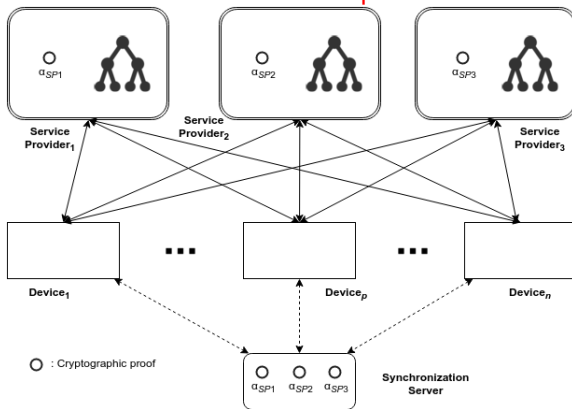 αSP1
αSP2
αSP3
Service
Provider1
Service
Provider2
Service
Provider3
Device1
Devicep
Devicen
: Cryptographic proof
αSP1 αSP2 αSP3
Synchronization
Server